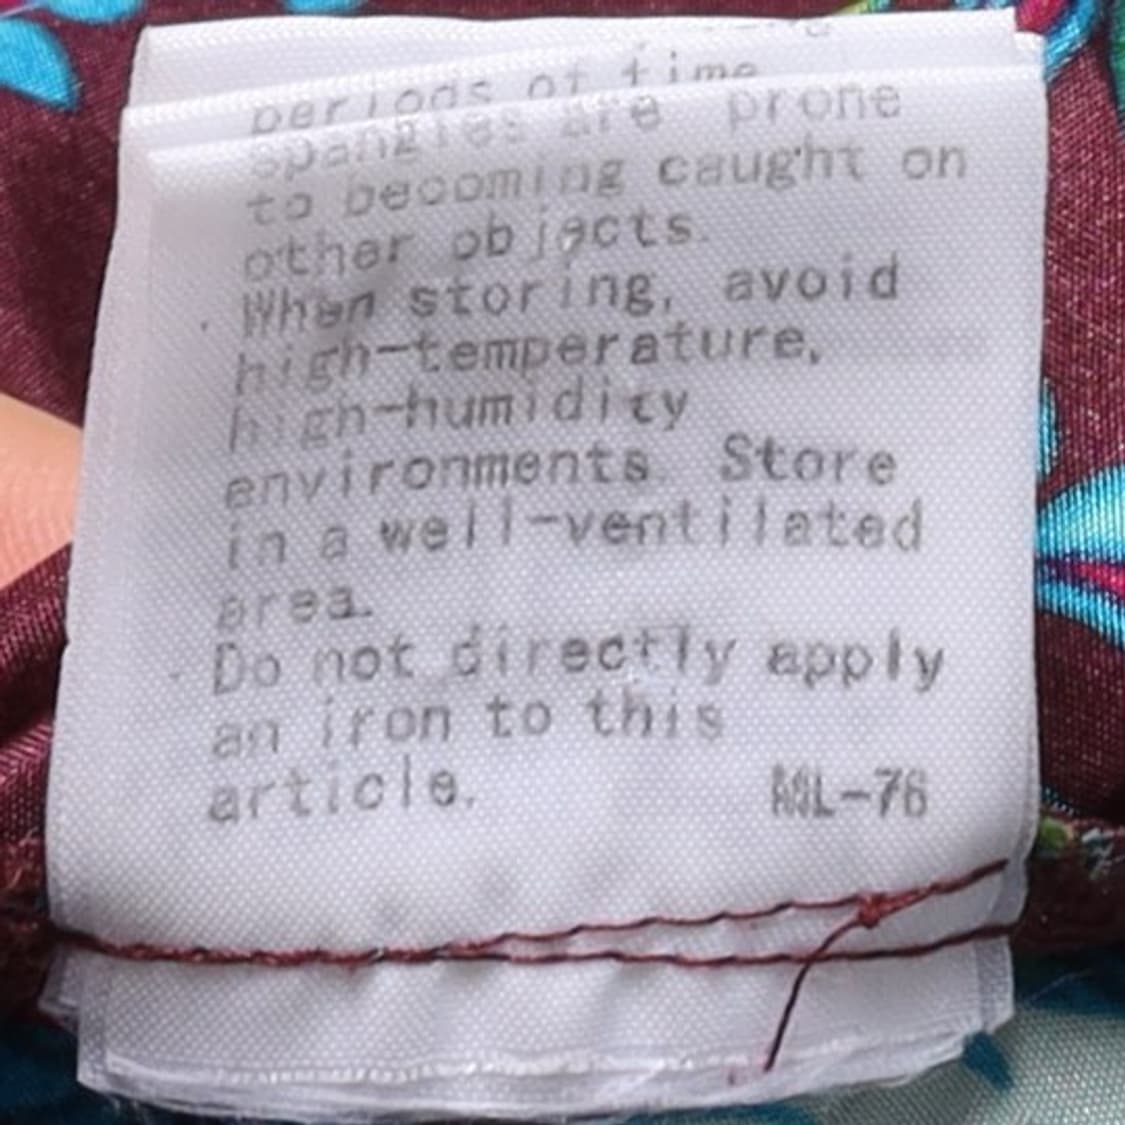 periods of time
spangles are prone
to becoming caught on
other objects.
· When storing, avoid
high-temperature,
high-humidity
environments. Store
in a well-ventilated
area.
· Do not directly apply
an iron to this
article.